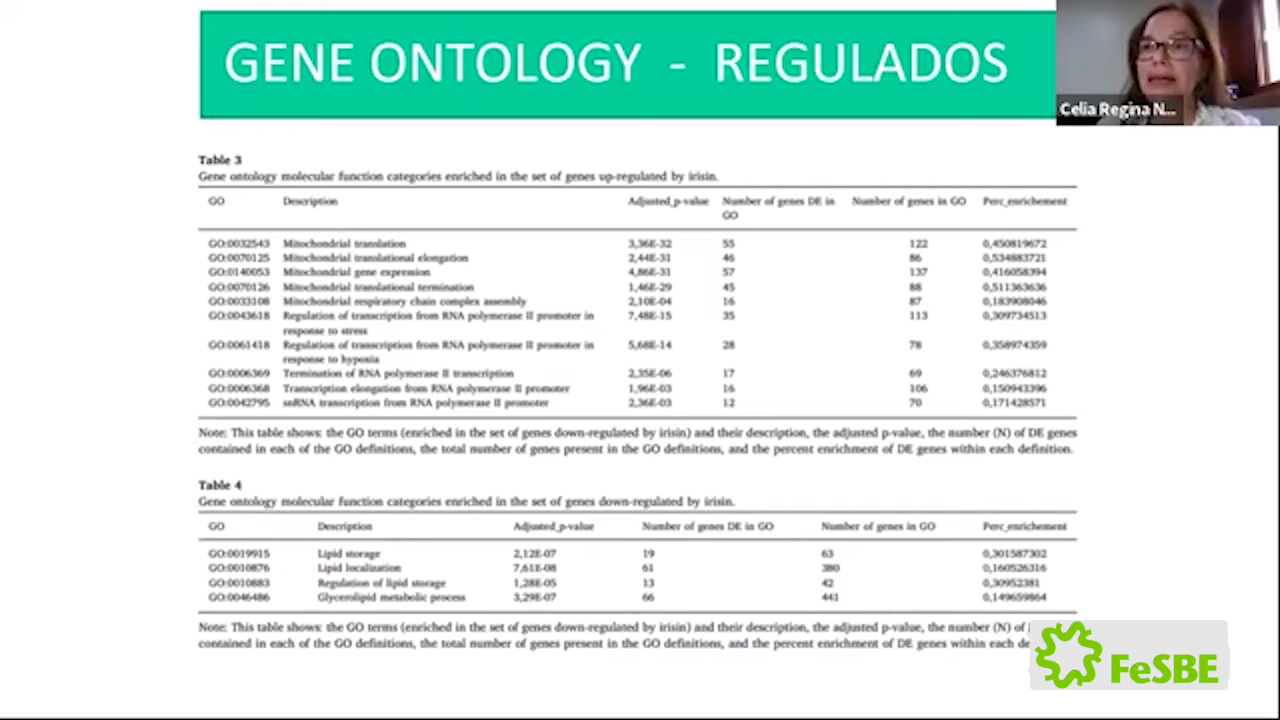 GENE ONTOLOGY - REGULADOS
Celia Regina N...
Table 3
Gene ontology molecular function categories enriched in the set of genes up-regulated by irisin.
GO Description Adjusted_p-value Number of genes DE in GO Number of genes in GO Perc_enrichment
GO:0032543 Mitochondrial translation 3,36E-32 55 122 0,450819672
GO:0070125 Mitochondrial translational elongation 2,44E-31 46 86 0,534883721
GO:0140053 Mitochondrial gene expression 4,86E-31 57 137 0,416058394
GO:0070126 Mitochondrial translational termination 1,46E-29 45 88 0,511363636
GO:0033108 Mitochondrial respiratory chain complex assembly 2,10E-04 16 87 0,183908046
GO:0043618 Regulation of transcription from RNA polymerase II promoter in 7,48E-15 35 113 0,309734513
response to stress
GO:0061418 Regulation of transcription from RNA polymerase II promoter in 5,68E-14 28 78 0,358974359
response to hypoxia
GO:0006369 Termination of RNA polymerase II transcription 2,35E-06 17 69 0,246376812
GO:0006368 Transcription elongation from RNA polymerase II promoter 1,96E-03 16 106 0,150943396
GO:0042795 snRNA transcription from RNA polymerase II promoter 2,36E-03 12 70 0,171428571
Note: This table shows: the GO terms (enriched in the set of genes down-regulated by irisin) and their description, the adjusted p-value, the number (N) of DE genes
contained in each of the GO definitions, the total number of genes present in the GO definitions, and the percent enrichment of DE genes within each definition.
Table 4
Gene ontology molecular function categories enriched in the set of genes down-regulated by irisin.
GO Description Adjusted_p-value Number of genes DE in GO Number of genes in GO Perc_enrichment
GO:0019915 Lipid storage 2,12E-07 19 63 0,301587302
GO:0010876 Lipid localization 7,61E-08 61 380 0,160526316
GO:0010883 Regulation of lipid storage 1,28E-05 13 42 0,30952381
GO:0046486 Glycerolipid metabolic process 3,29E-07 66 441 0,149659864
Note: This table shows: the GO terms (enriched in the set of genes down-regulated by irisin) and their description, the adjusted p-value, the number (N) of
contained in each of the GO definitions, the total number of genes present in the GO definitions, and the percent enrichment of DE genes within each de
FeSBE